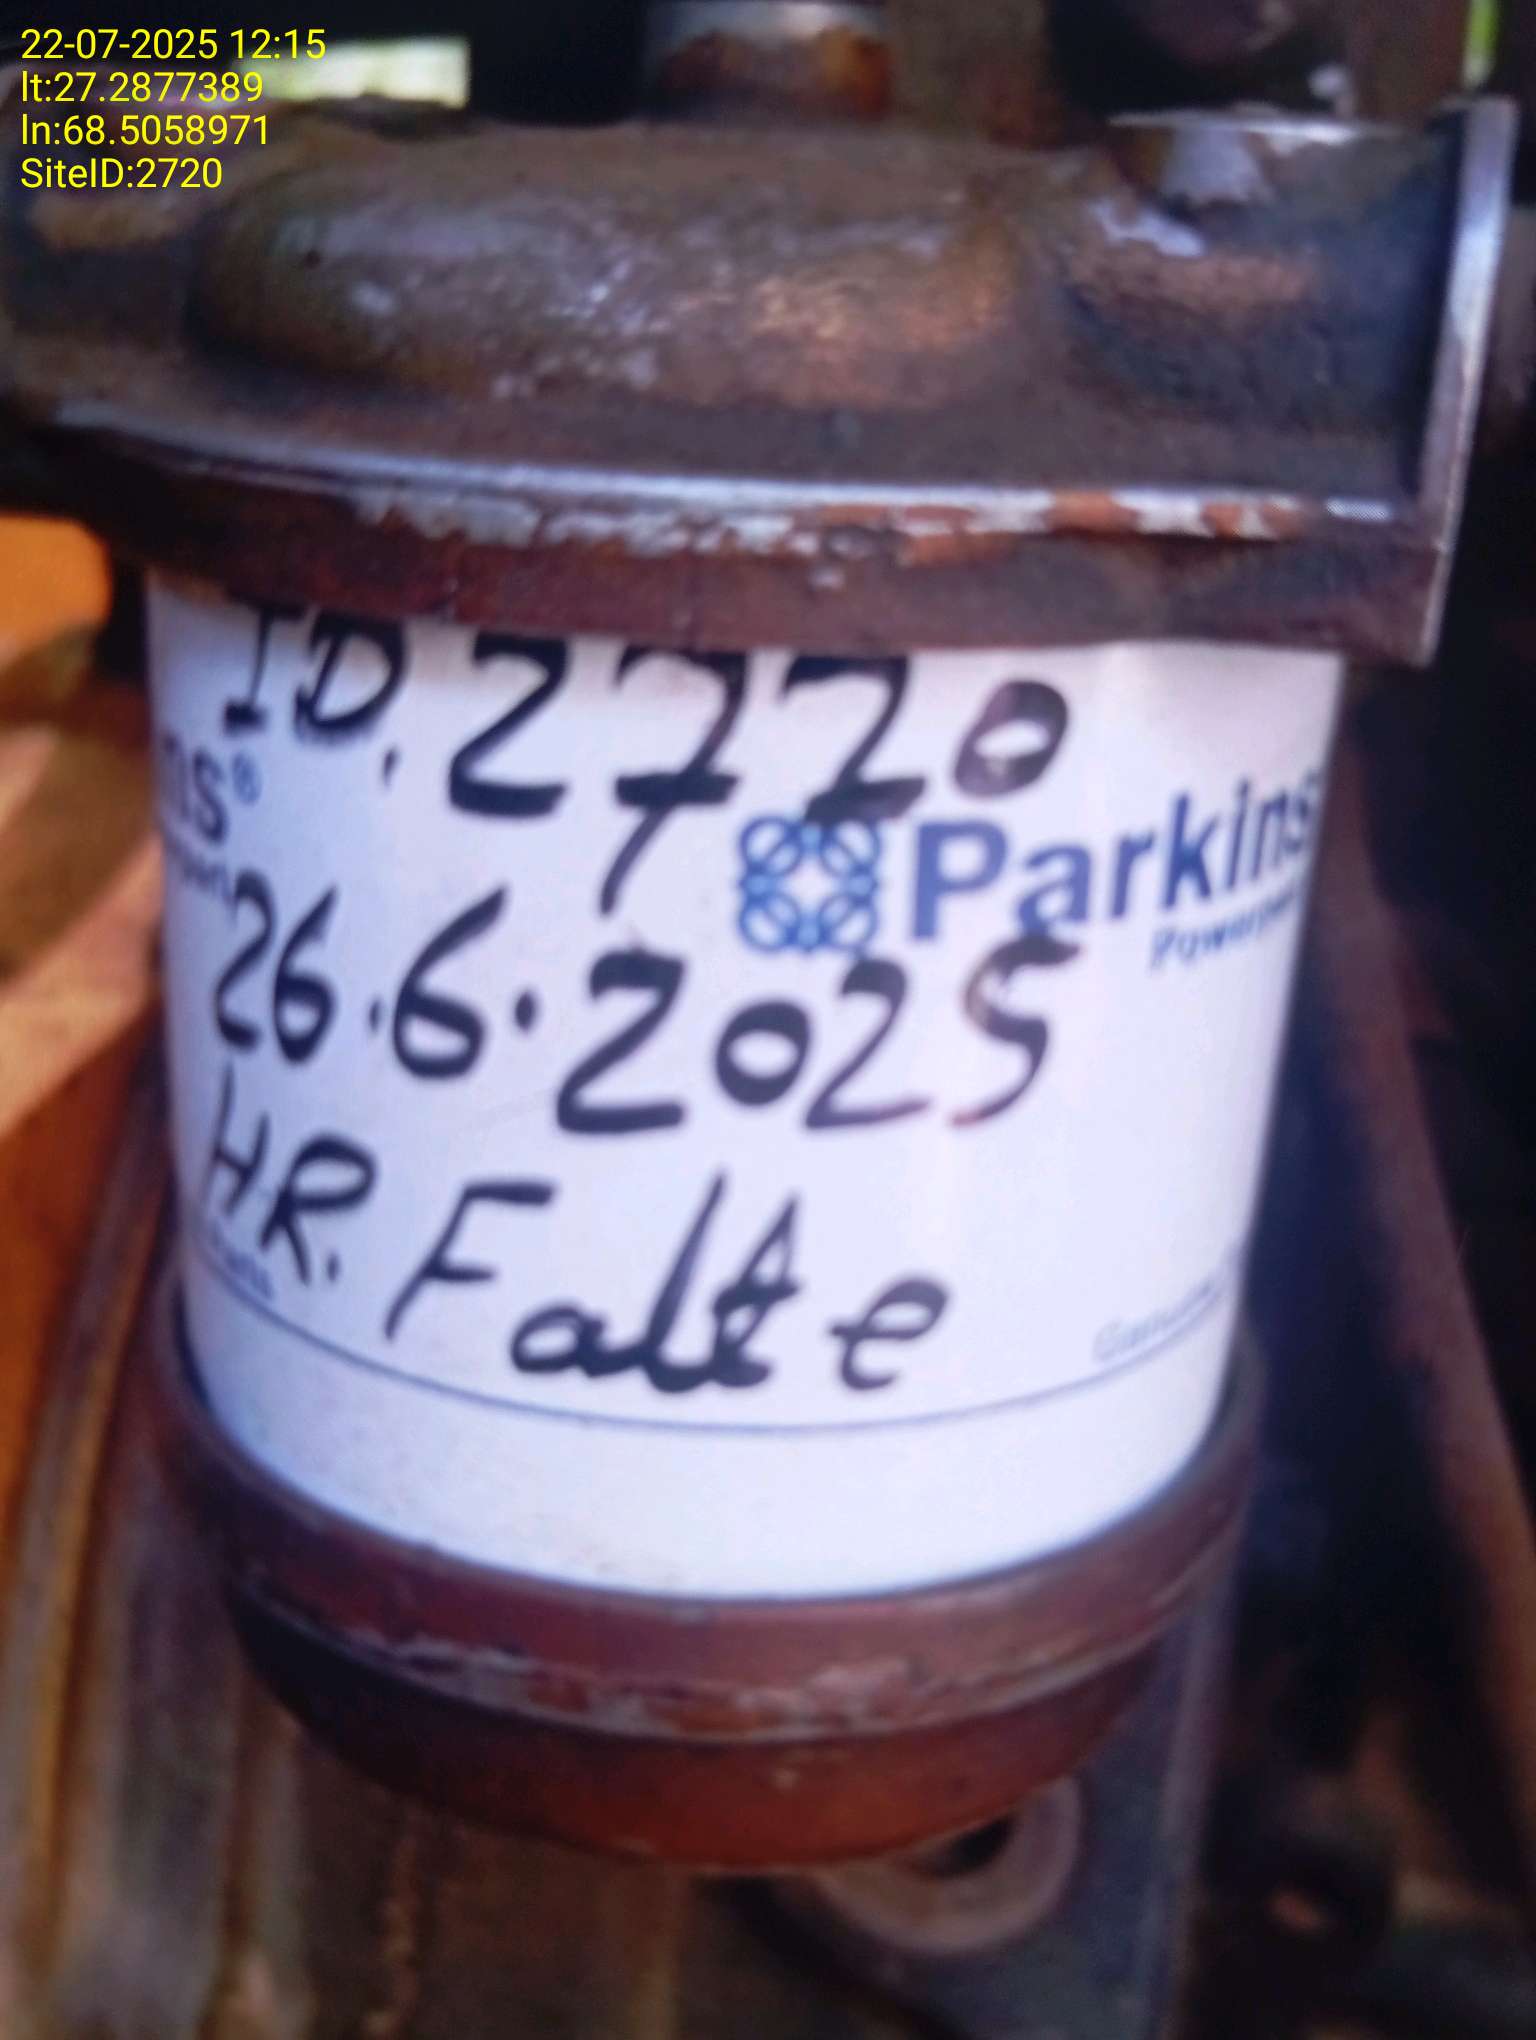 22-07-2025 12:15
lt:27.2877389
ln:68.5058971
SiteID:2720
ID.2720
ns®
Parkins
26.6.2025
HR. Falte